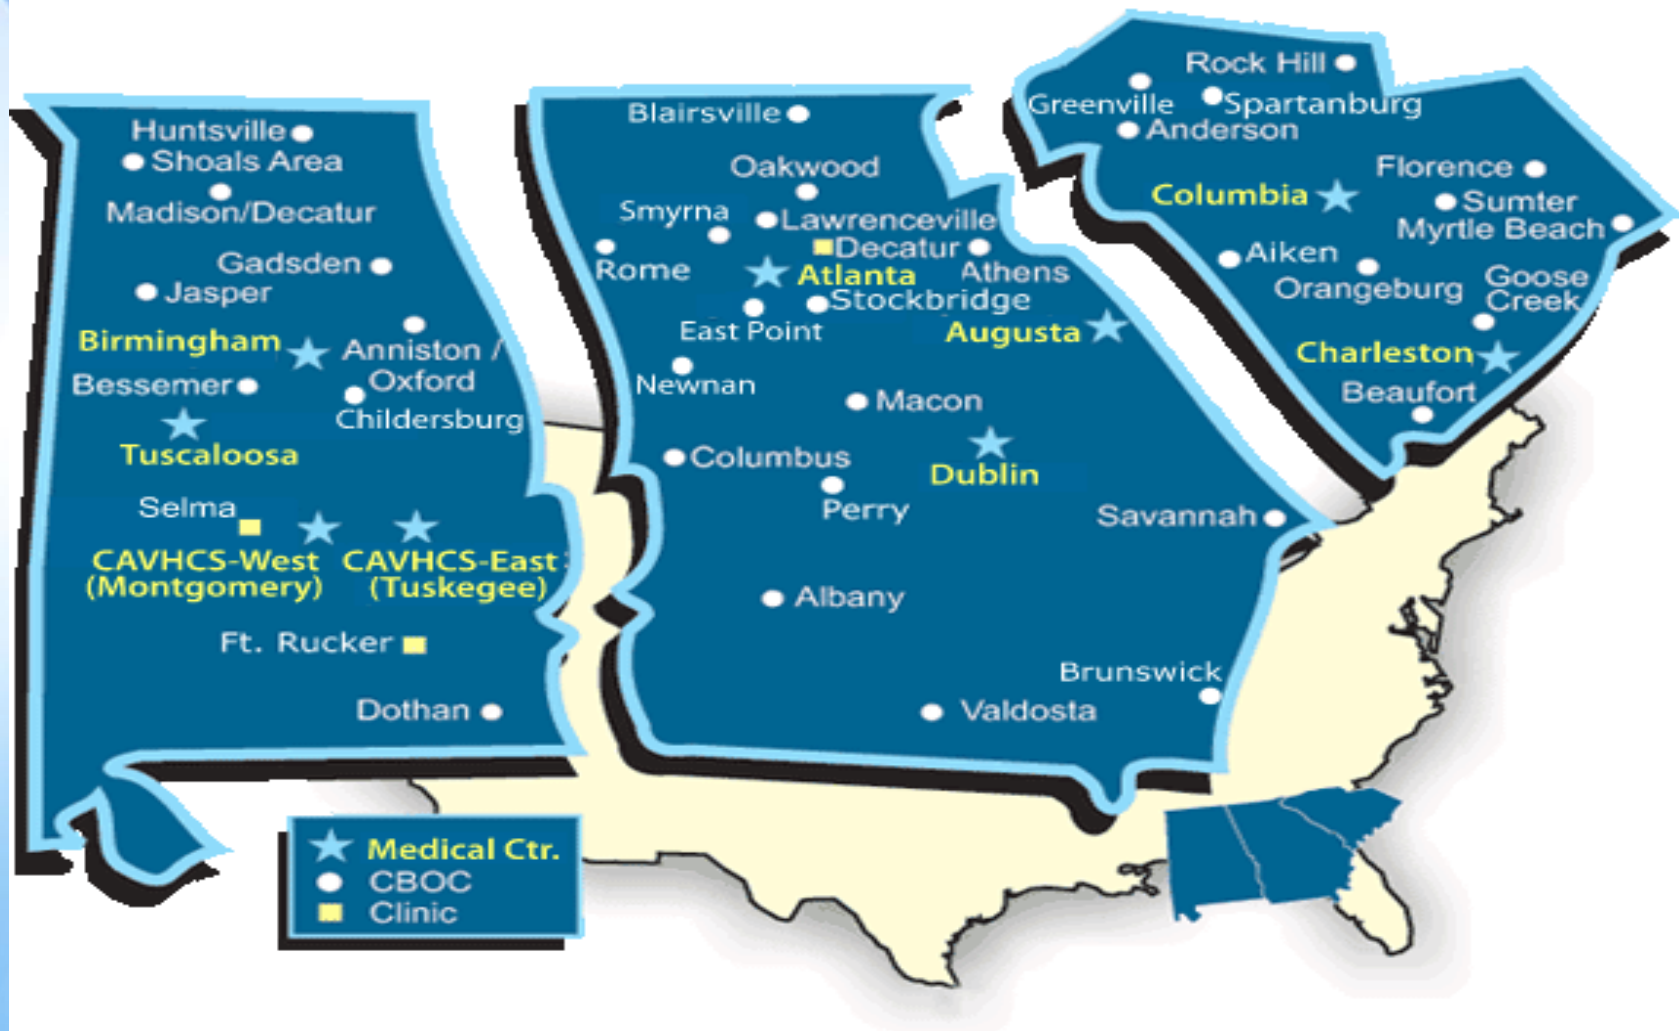 Huntsville
Shoals Area
Madison/Decatur
Gadsden
Jasper
Birmingham
Anniston /
Oxford
Bessemer
Childersburg
Tuscaloosa
Selma
CAVHCS-West
(Montgomery)
CAVHCS-East
(Tuskegee)
Ft. Rucker
Dothan
Blairsville
Oakwood
Smyrna
Lawrenceville
Decatur
Rome
Atlanta
Athens
Stockbridge
East Point
Augusta
Newnan
Macon
Columbus
Dublin
Perry
Savannah
Albany
Brunswick
Valdosta
Rock Hill
Greenville
Spartanburg
Anderson
Florence
Columbia
Sumter
Myrtle Beach
Aiken
Orangeburg
Goose
Creek
Charleston
Beaufort
Medical Ctr.
CBOC
Clinic